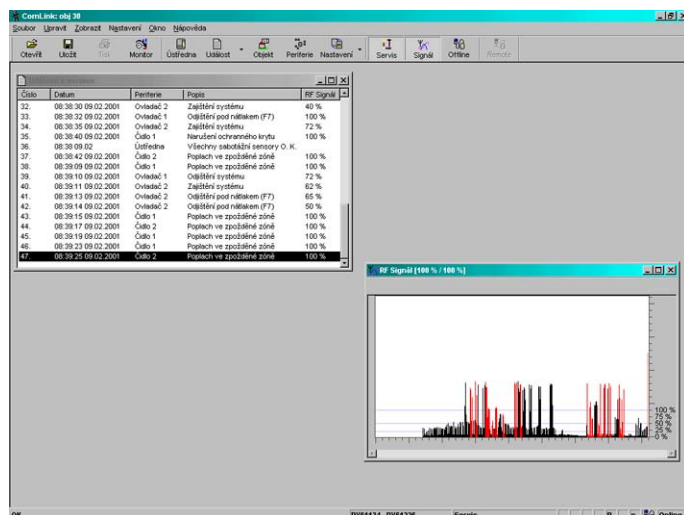 ComLink: obj 30
Soubor Upravit Zobrazit Nastavení Okno Nápověda
Otevřít Uložit Tisk Monitor Ústředna Událost Objekt Periferie Nastavení Servis Signál Offline Remote
Číslo Datum Periferie Popis RF Signál
32. 08:38:30 09.02.2001 Ovladač 2 Zajištění systému 40 %
33. 08:38:32 09.02.2001 Ovladač 1 Odjištění pod nátlakem (F7) 100 %
34. 08:38:35 09.02.2001 Ovladač 2 Zajištění systému 72 %
35. 08:38:40 09.02.2001 Čidlo 1 Narušení ochranného krytu 100 %
36. 08:38 09.02 Ústředna Všechny sabotážní sensory O. K.
37. 08:38:42 09.02.2001 Čidlo 2 Poplach ve zpožděné zóně 100 %
38. 08:39:09 09.02.2001 Čidlo 1 Poplach ve zpožděné zóně 100 %
39. 08:39:10 09.02.2001 Ovladač 1 Odjištění systému 72 %
40. 08:39:11 09.02.2001 Ovladač 2 Zajištění systému 62 %
41. 08:39:13 09.02.2001 Ovladač 2 Odjištění pod nátlakem (F7) 65 %
42. 08:39:14 09.02.2001 Ovladač 2 Odjištění pod nátlakem (F7) 50 %
43. 08:39:15 09.02.2001 Čidlo 1 Poplach ve zpožděné zóně 100 %
44. 08:39:17 09.02.2001 Čidlo 2 Poplach ve zpožděné zóně 100 %
45. 08:39:19 09.02.2001 Čidlo 1 Poplach ve zpožděné zóně 100 %
46. 08:39:23 09.02.2001 Čidlo 1 Poplach ve zpožděné zóně 100 %
47. 08:39:25 09.02.2001 Čidlo 2 Poplach ve zpožděné zóně 100 %
RF Signál [100 % / 100 %]
100 %
75 %
50 %
25 %
0 %
OK Servis Online